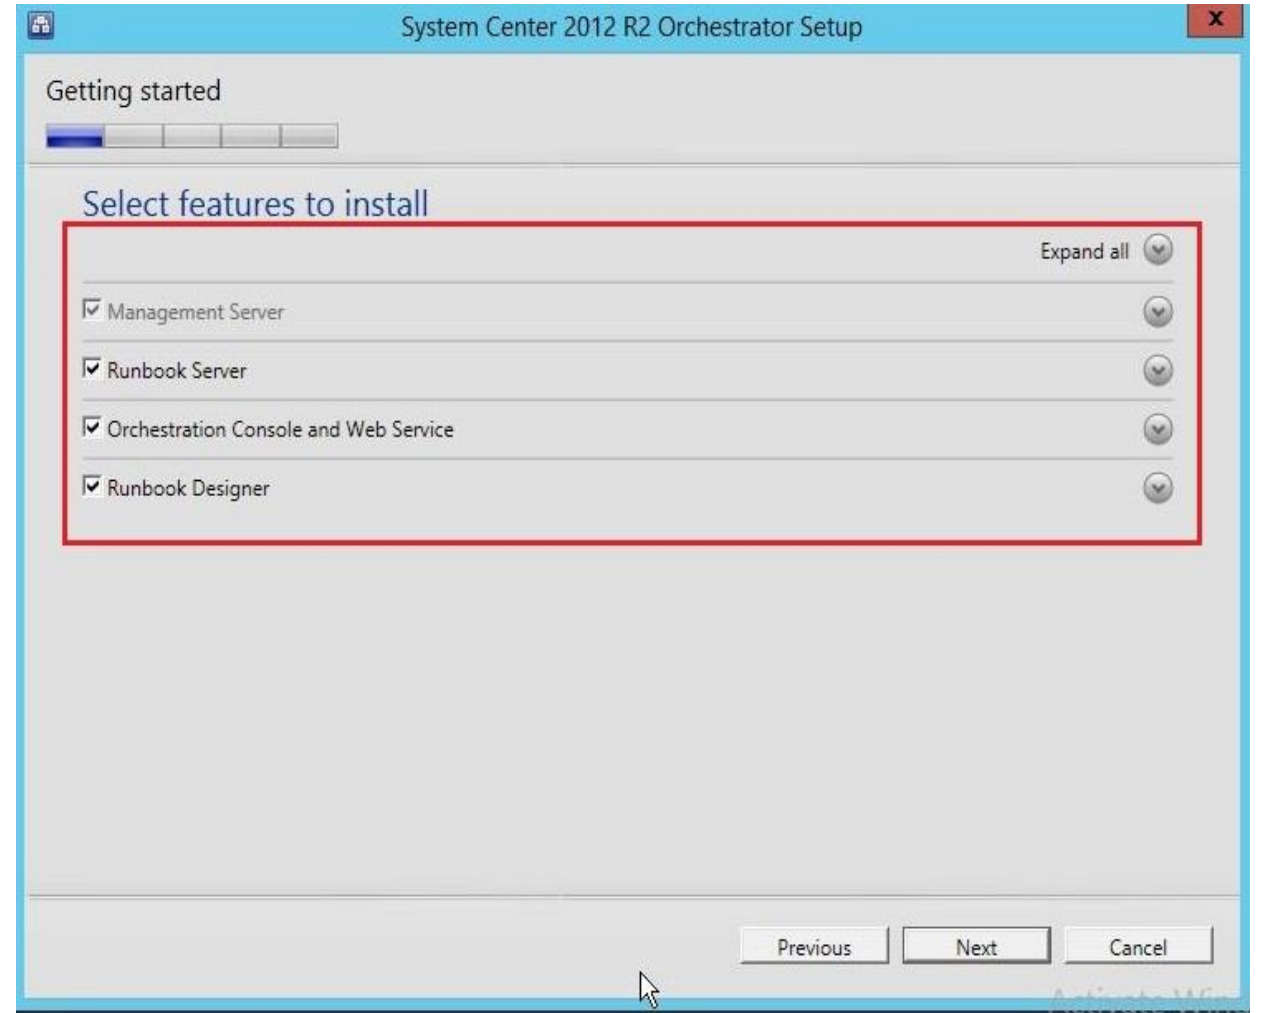 System Center 2012 R2 Orchestrator Setup
X
Getting started
Select features to install
Expand all
Management Server
Runbook Server
Orchestration Console and Web Service
Runbook Designer
Previous
Next
Cancel
Activate